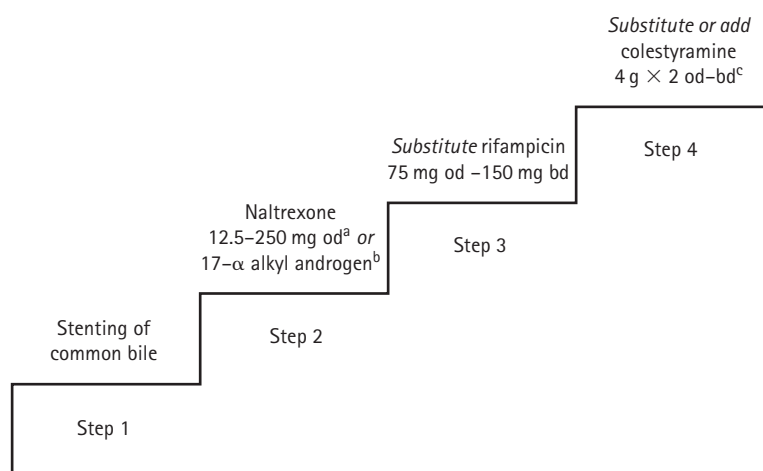 Stenting of
common bile
Step 1
Naltrexone
12.5–250 mg odᵃ or
17–α alkyl androgenᵇ
Step 2
Substitute rifampicin
75 mg od –150 mg bd
Step 3
Substitute or add
colestyramine
4 g × 2 od–bdᶜ
Step 4